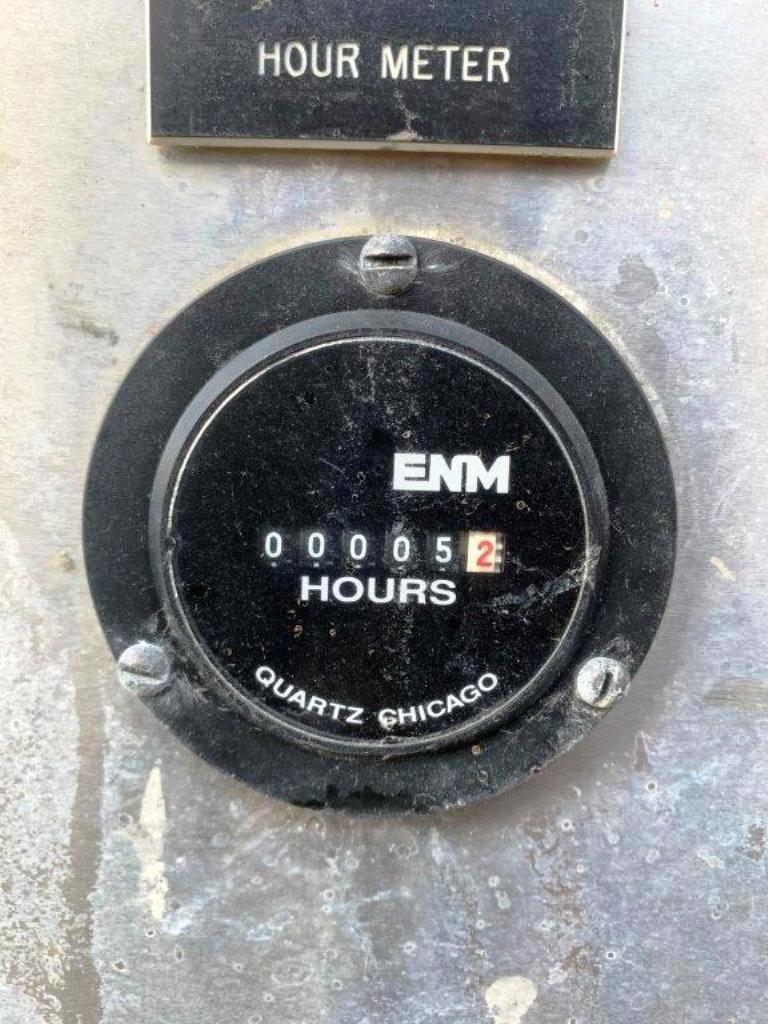 HOUR METER
ENM
000052
HOURS
QUARTZ CHICAGO